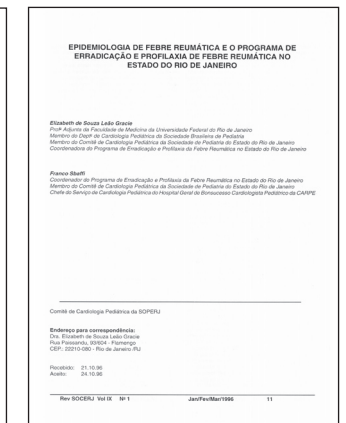 EPIDEMIOLOGIA DE FEBRE REUMÁTICA E O PROGRAMA DE
ERRADICAÇÃO E PROFILAXIA DE FEBRE REUMÁTICA NO
ESTADO DO RIO DE JANEIRO
Elizabeth de Souza Leão Gracie
Profª Adjunta da Faculdade de Medicina da Universidade Federal do Rio de Janeiro
Membro do Deptº de Cardiologia Pediátrica da Sociedade Brasileira de Pediatria
Membro do Comitê de Cardiologia Pediátrica da Sociedade de Pediatria do Estado do Rio de Janeiro
Coordenadora do Programa de Erradicação e Profilaxia da Febre Reumática no Estado do Rio de Janeiro
Franco Sbaffi
Coordenador do Programa de Erradicação e Profilaxia da Febre Reumática no Estado do Rio de Janeiro
Membro do Comitê de Cardiologia Pediátrica da Sociedade de Pediatria do Estado do Rio de Janeiro
Chefe do Serviço de Cardiologia Pediátrica do Hospital Geral de Bonsucesso Cardiologista Pediátrico da CARPE
Comitê de Cardiologia Pediátrica da SOPERJ
Endereço para correspondência:
Dra. Elizabeth de Souza Leão Gracie
Rua Paissandu, 93/604 - Flamengo
CEP: 22210-080 - Rio de Janeiro /RJ
Recebido: 21.10.96
Aceito: 24.10.96
Rev SOCERJ Vol IX Nº 1 Jan/Fev/Mar/1996 11